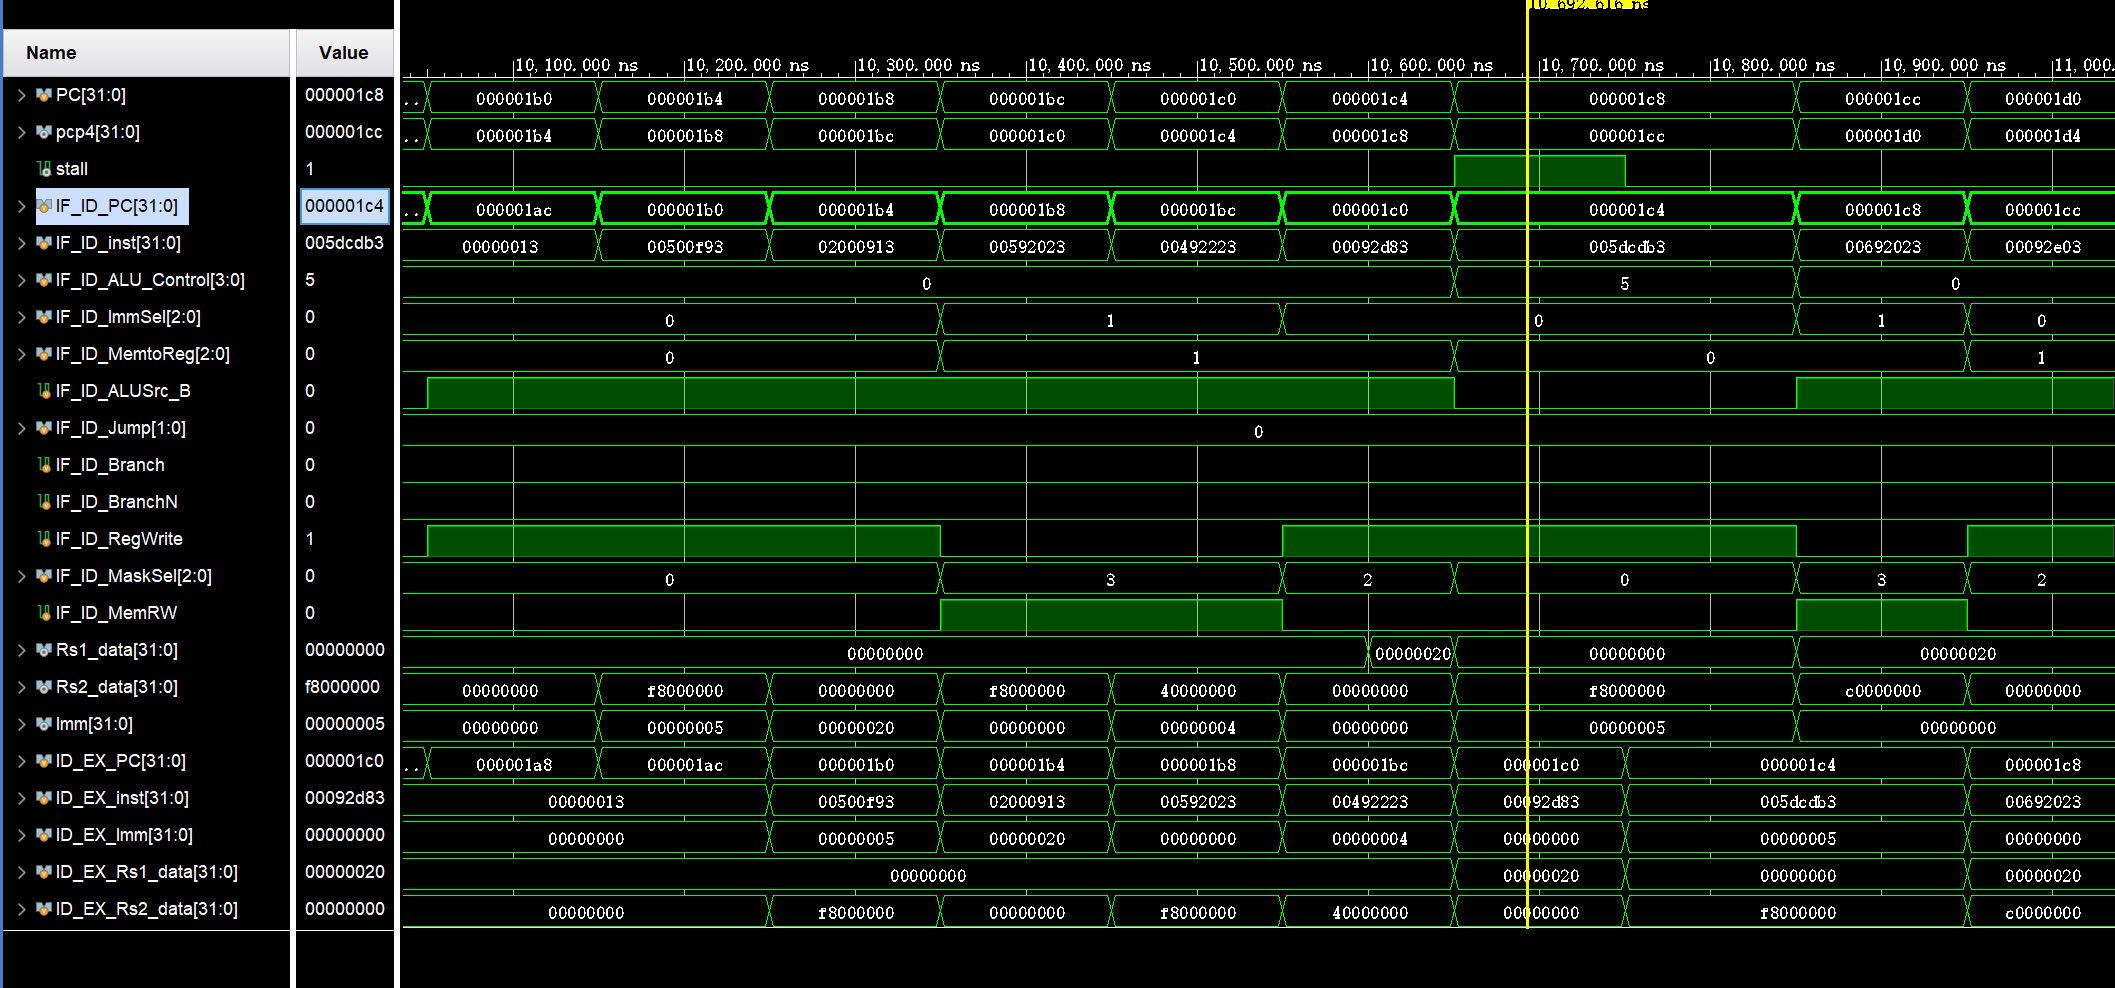 10,692.616 ns
Name Value
10,100.000 ns 10,200.000 ns 10,300.000 ns 10,400.000 ns 10,500.000 ns 10,600.000 ns 10,700.000 ns 10,800.000 ns 10,900.000 ns 11,000.
PC[31:0] 000001c8 .. 000001b0 000001b4 000001b8 000001bc 000001c0 000001c4 000001c8 000001cc 000001d0
pcp4[31:0] 000001cc .. 000001b4 000001b8 000001bc 000001c0 000001c4 000001c8 000001cc 000001d0 000001d4
stall 1
IF_ID_PC[31:0] 000001c4 .. 000001ac 000001b0 000001b4 000001b8 000001bc 000001c0 000001c4 000001c8 000001cc
IF_ID_inst[31:0] 005dcdb3 00000013 00500f93 02000913 00592023 00492223 00092d83 005dcdb3 00692023 00092e03
IF_ID_ALU_Control[3:0] 5 0 5 0
IF_ID_ImmSel[2:0] 0 0 1 0 1 0
IF_ID_MemtoReg[2:0] 0 0 1 0 1
IF_ID_ALUSrc_B 0
IF_ID_Jump[1:0] 0 0
IF_ID_Branch 0
IF_ID_BranchN 0
IF_ID_RegWrite 1
IF_ID_MaskSel[2:0] 0 0 3 2 0 3 2
IF_ID_MemRW 0
Rs1_data[31:0] 00000000 00000000 00000020 00000000 00000020
Rs2_data[31:0] f8000000 00000000 f8000000 00000000 f8000000 40000000 00000000 f8000000 c0000000 00000000
Imm[31:0] 00000005 00000000 00000005 00000020 00000000 00000004 00000000 00000005 00000000
ID_EX_PC[31:0] 000001c0 .. 000001a8 000001ac 000001b0 000001b4 000001b8 000001bc 000001c0 000001c4 000001c8
ID_EX_inst[31:0] 00092d83 00000013 00500f93 02000913 00592023 00492223 00092d83 005dcdb3 00692023
ID_EX_Imm[31:0] 00000000 00000000 00000005 00000020 00000000 00000004 00000000 00000005 00000000
ID_EX_Rs1_data[31:0] 00000020 00000000 00000020 00000000 00000020
ID_EX_Rs2_data[31:0] 00000000 00000000 f8000000 00000000 f8000000 40000000 00000000 f8000000 c0000000